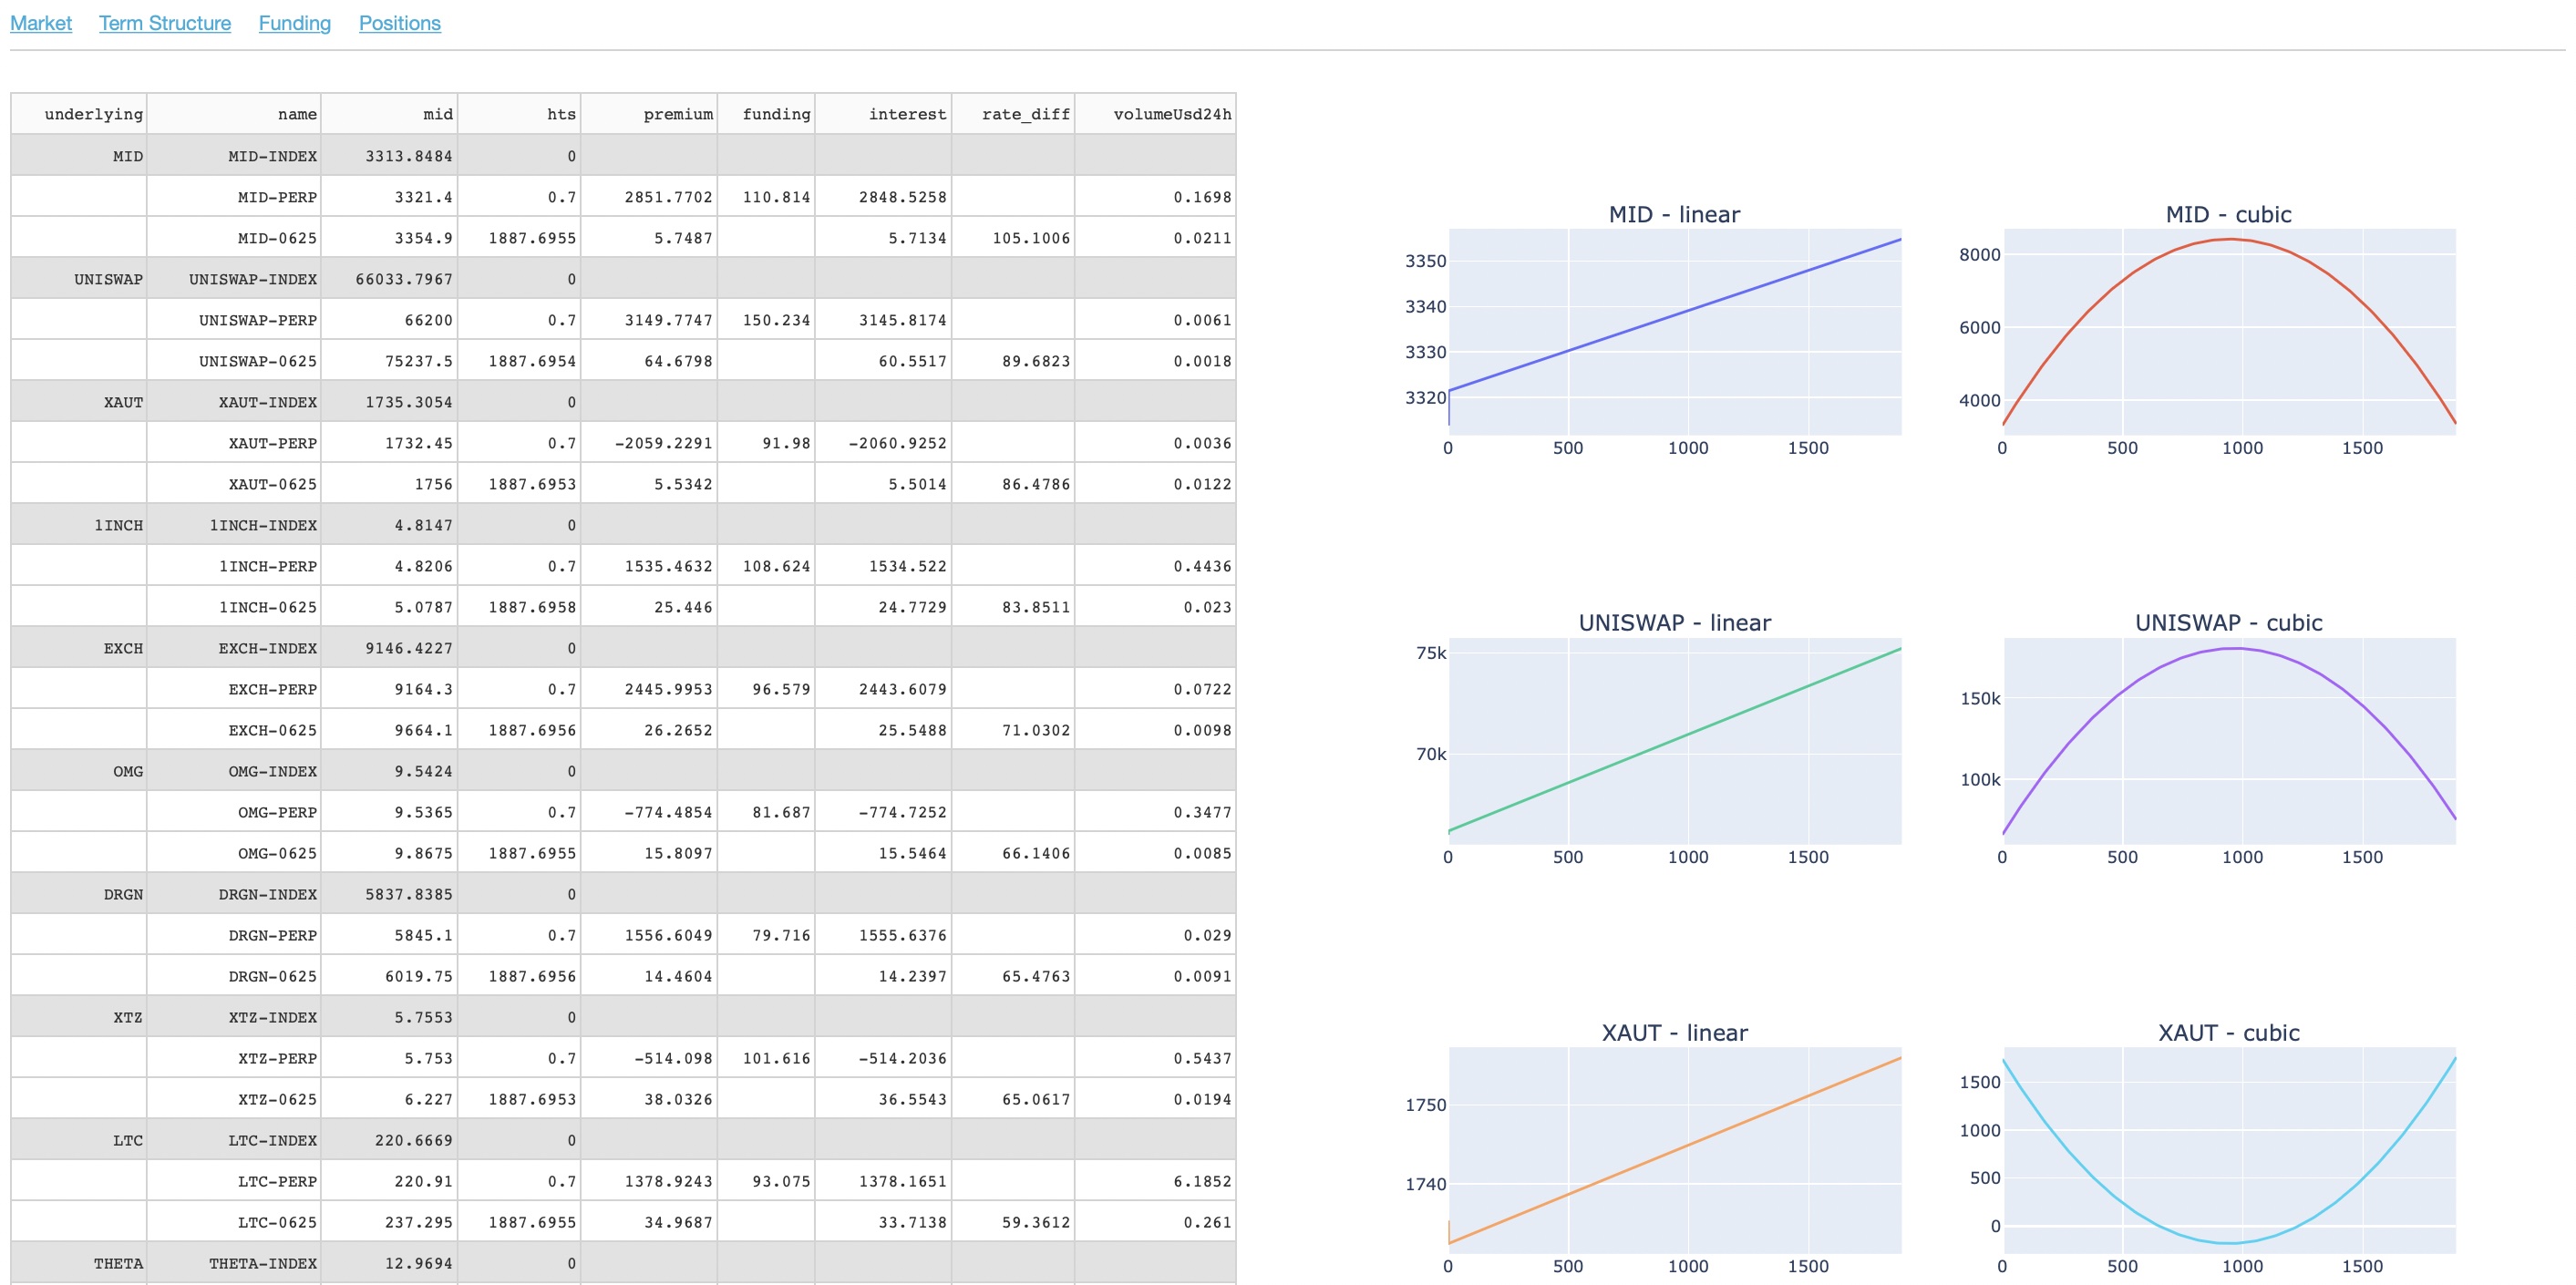 Market Term Structure Funding Positions
underlying name mid hts premium funding interest rate_diff volumeUsd24h
MID MID-INDEX 3313.8484 0
MID-PERP 3321.4 0.7 2851.7702 110.814 2848.5258 0.1698
MID-0625 3354.9 1887.6955 5.7487 5.7134 105.1006 0.0211
UNISWAP UNISWAP-INDEX 66033.7967 0
UNISWAP-PERP 66200 0.7 3149.7747 150.234 3145.8174 0.0061
UNISWAP-0625 75237.5 1887.6954 64.6798 60.5517 89.6823 0.0018
XAUT XAUT-INDEX 1735.3054 0
XAUT-PERP 1732.45 0.7 -2059.2291 91.98 -2060.9252 0.0036
XAUT-0625 1756 1887.6953 5.5342 5.5014 86.4786 0.0122
1INCH 1INCH-INDEX 4.8147 0
1INCH-PERP 4.8206 0.7 1535.4632 108.624 1534.522 0.4436
1INCH-0625 5.0787 1887.6958 25.446 24.7729 83.8511 0.023
EXCH EXCH-INDEX 9146.4227 0
EXCH-PERP 9164.3 0.7 2445.9953 96.579 2443.6079 0.0722
EXCH-0625 9664.1 1887.6956 26.2652 25.5488 71.0302 0.0098
OMG OMG-INDEX 9.5424 0
OMG-PERP 9.5365 0.7 -774.4854 81.687 -774.7252 0.3477
OMG-0625 9.8675 1887.6955 15.8097 15.5464 66.1406 0.0085
DRGN DRGN-INDEX 5837.8385 0
DRGN-PERP 5845.1 0.7 1556.6049 79.716 1555.6376 0.029
DRGN-0625 6019.75 1887.6956 14.4604 14.2397 65.4763 0.0091
XTZ XTZ-INDEX 5.7553 0
XTZ-PERP 5.753 0.7 -514.098 101.616 -514.2036 0.5437
XTZ-0625 6.227 1887.6953 38.0326 36.5543 65.0617 0.0194
LTC LTC-INDEX 220.6669 0
LTC-PERP 220.91 0.7 1378.9243 93.075 1378.1651 6.1852
LTC-0625 237.295 1887.6955 34.9687 33.7138 59.3612 0.261
THETA THETA-INDEX 12.9694 0
MID - linear
3350
3340
3330
3320
0 500 1000 1500
MID - cubic
8000
6000
4000
0 500 1000 1500
UNISWAP - linear
75k
70k
0 500 1000 1500
UNISWAP - cubic
150k
100k
0 500 1000 1500
XAUT - linear
1750
1740
0 500 1000 1500
XAUT - cubic
1500
1000
500
0
0 500 1000 1500